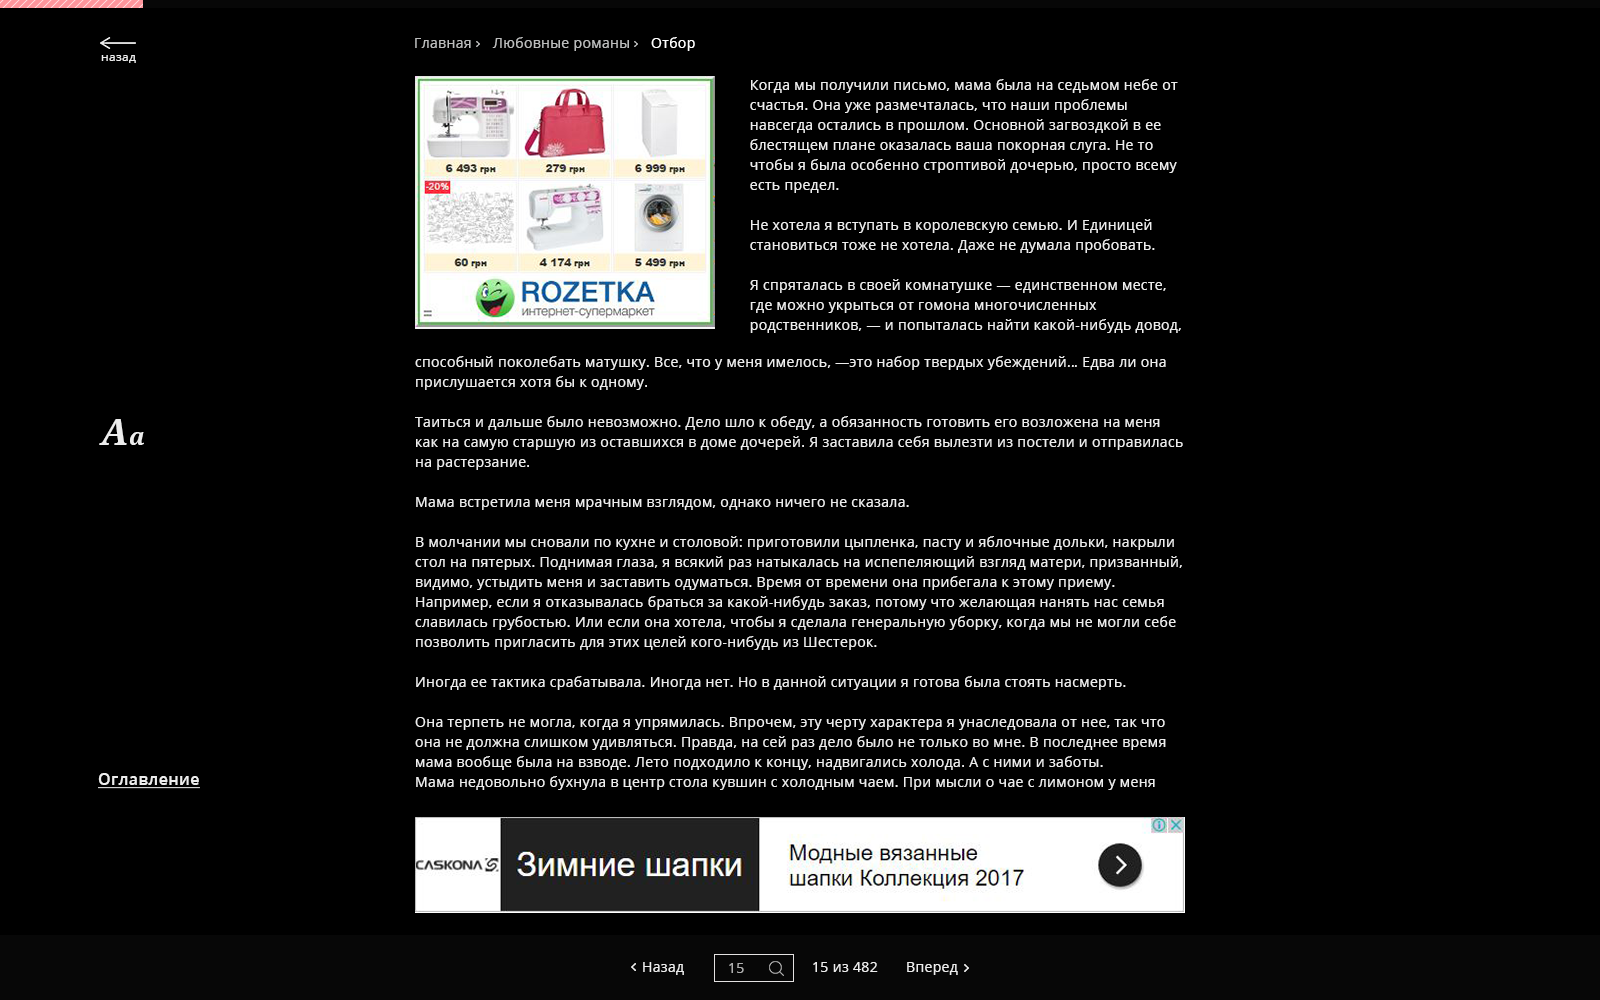 назад
Главная › Любовные романы › Отбор
6 493 грн
279 грн
6 999 грн
-20%
60 грн
4 174 грн
5 499 грн
ROZETKA
интернет-супермаркет
Когда мы получили письмо, мама была на седьмом небе от
счастья. Она уже размечталась, что наши проблемы
навсегда остались в прошлом. Основной загвоздкой в ее
блестящем плане оказалась ваша покорная слуга. Не то
чтобы я была особенно строптивой дочерью, просто всему
есть предел.
Не хотела я вступать в королевскую семью. И Единицей
становиться тоже не хотела. Даже не думала пробовать.
Я спряталась в своей комнатушке — единственном месте,
где можно укрыться от гомона многочисленных
родственников, — и попыталась найти какой-нибудь довод,
способный поколебать матушку. Все, что у меня имелось, —это набор твердых убеждений... Едва ли она
прислушается хотя бы к одному.
Таиться и дальше было невозможно. Дело шло к обеду, а обязанность готовить его возложена на меня
как на самую старшую из оставшихся в доме дочерей. Я заставила себя вылезти из постели и отправилась
на растерзание.
Aa
Мама встретила меня мрачным взглядом, однако ничего не сказала.
В молчании мы сновали по кухне и столовой: приготовили цыпленка, пасту и яблочные дольки, накрыли
стол на пятерых. Поднимая глаза, я всякий раз натыкалась на испепеляющий взгляд матери, призванный,
видимо, устыдить меня и заставить одуматься. Время от времени она прибегала к этому приему.
Например, если я отказывалась браться за какой-нибудь заказ, потому что желающая нанять нас семья
славилась грубостью. Или если она хотела, чтобы я сделала генеральную уборку, когда мы не могли себе
позволить пригласить для этих целей кого-нибудь из Шестерок.
Иногда ее тактика срабатывала. Иногда нет. Но в данной ситуации я готова была стоять насмерть.
Она терпеть не могла, когда я упрямилась. Впрочем, эту черту характера я унаследовала от нее, так что
она не должна слишком удивляться. Правда, на сей раз дело было не только во мне. В последнее время
мама вообще была на взводе. Лето подходило к концу, надвигались холода. А с ними и заботы.
Мама недовольно бухнула в центр стола кувшин с холодным чаем. При мысли о чае с лимоном у меня
Оглавление
CASKONA
Зимние шапки
Модные вязанные
шапки Коллекция 2017
‹ Назад
15
15 из 482
Вперед ›